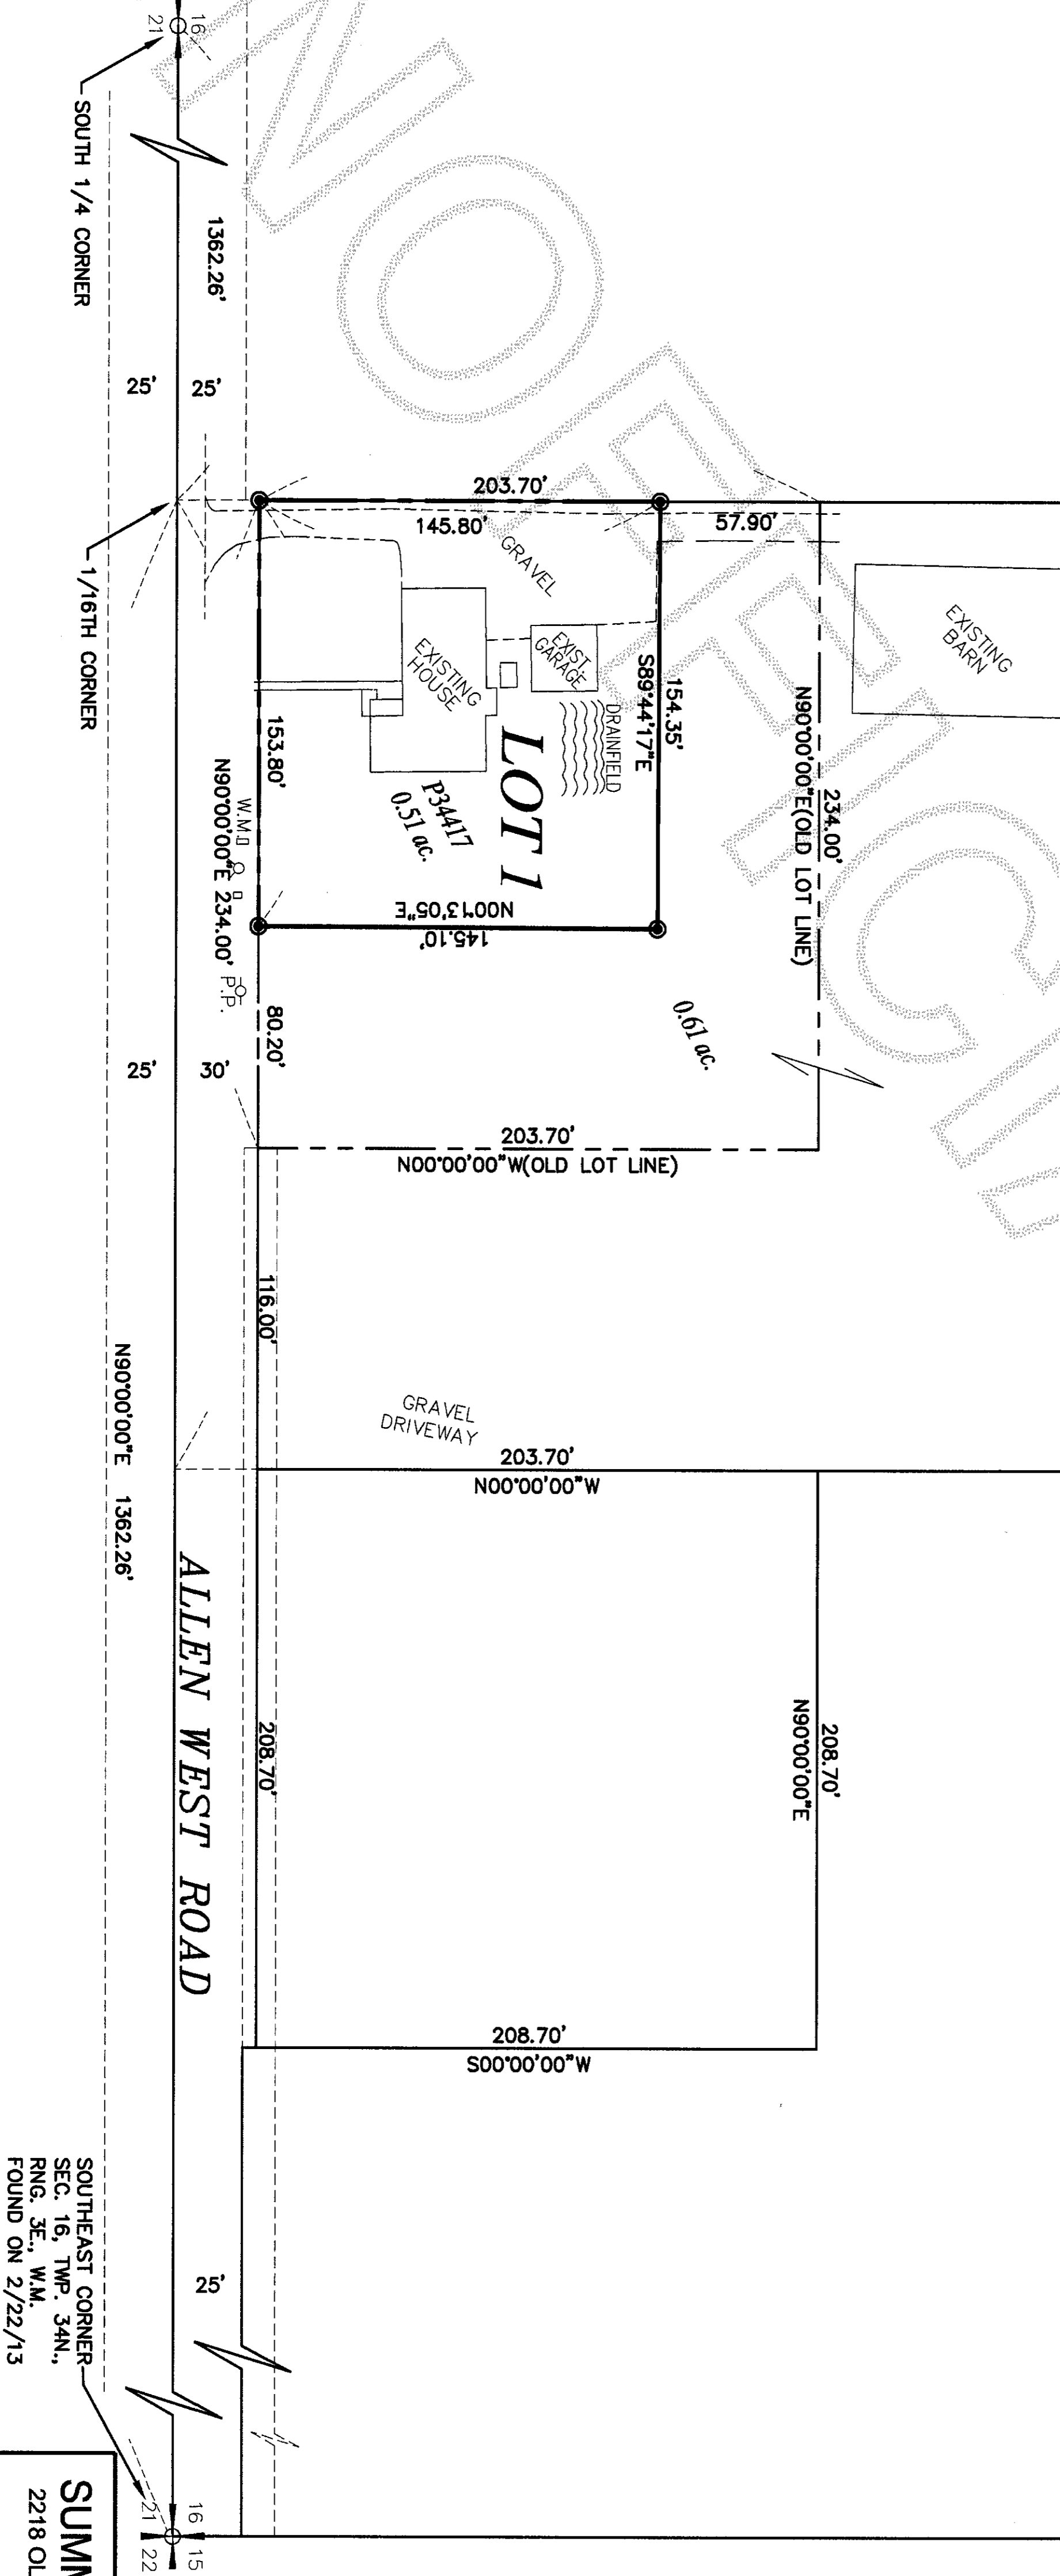 16
21
SOUTH 1/4 CORNER
1362.26'
25'
25'
1/16TH CORNER
203.70'
145.80'
57.90'
GRAVEL
EXISTING
BARN
EXIST.
GARAGE
EXISTING
HOUSE
DRAINFIELD
154.35'
S89°44'17"E
234.00'
N90°00'00"E(OLD LOT LINE)
LOT 1
P34417
0.51 ac.
153.80'
W.M.
N90°00'00"E 234.00'
P.P.
N00°13'05"E
145.10'
0.61 ac.
80.20'
25'
30'
203.70'
N00°00'00"W(OLD LOT LINE)
116.00'
GRAVEL
DRIVEWAY
203.70'
N00°00'00"W
N90°00'00"E 1362.26'
ALLEN WEST ROAD
208.70'
208.70'
N90°00'00"E
208.70'
S00°00'00"W
25'
SOUTHEAST CORNER
SEC. 16, TWP. 34N.,
RNG. 3E., W.M.
FOUND ON 2/22/13
16 15
21 22
2218